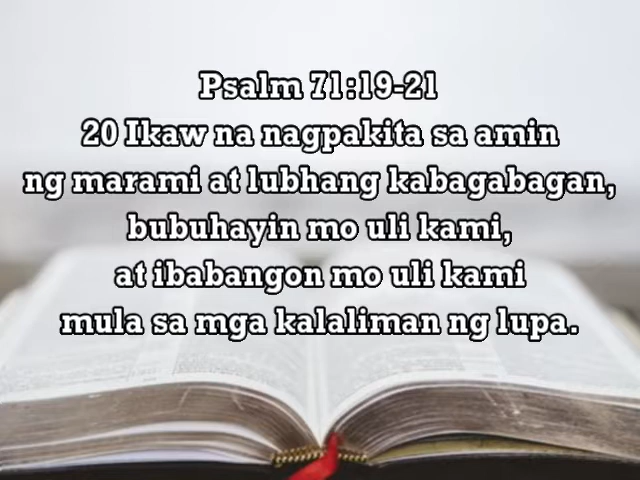 Psalm 71:19-21
20 Ikaw na nagpakita sa amin
ng marami at lubhang kabagabagan,
bubuhayin mo uli kami,
at ibabangon mo uli kami
mula sa mga kalaliman ng lupa.